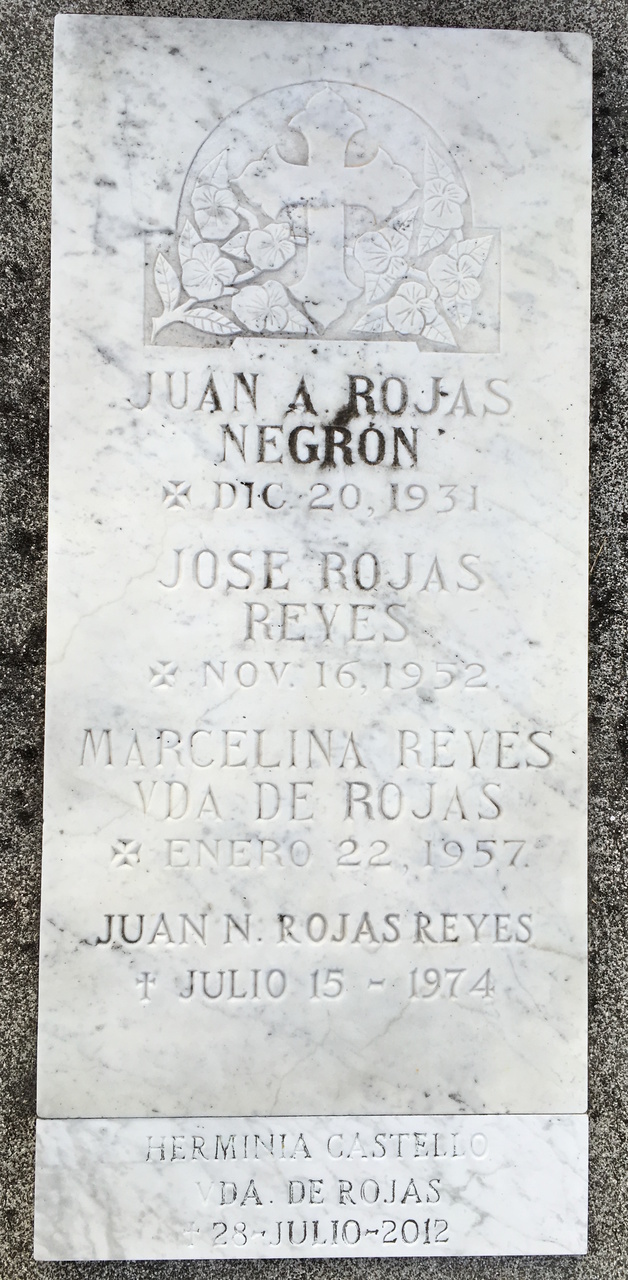 JUAN A. ROJAS
NEGRÓN
✠ DIC. 20, 1931.
JOSE ROJAS
REYES
✠ NOV. 16, 1952.
MARCELINA REYES
VDA DE ROJAS
✠ ENERO 22, 1957.
JUAN N. ROJAS REYES
† JULIO 15 - 1974
HERMINIA CASTELLO
VDA. DE ROJAS
† 28-JULIO-2012